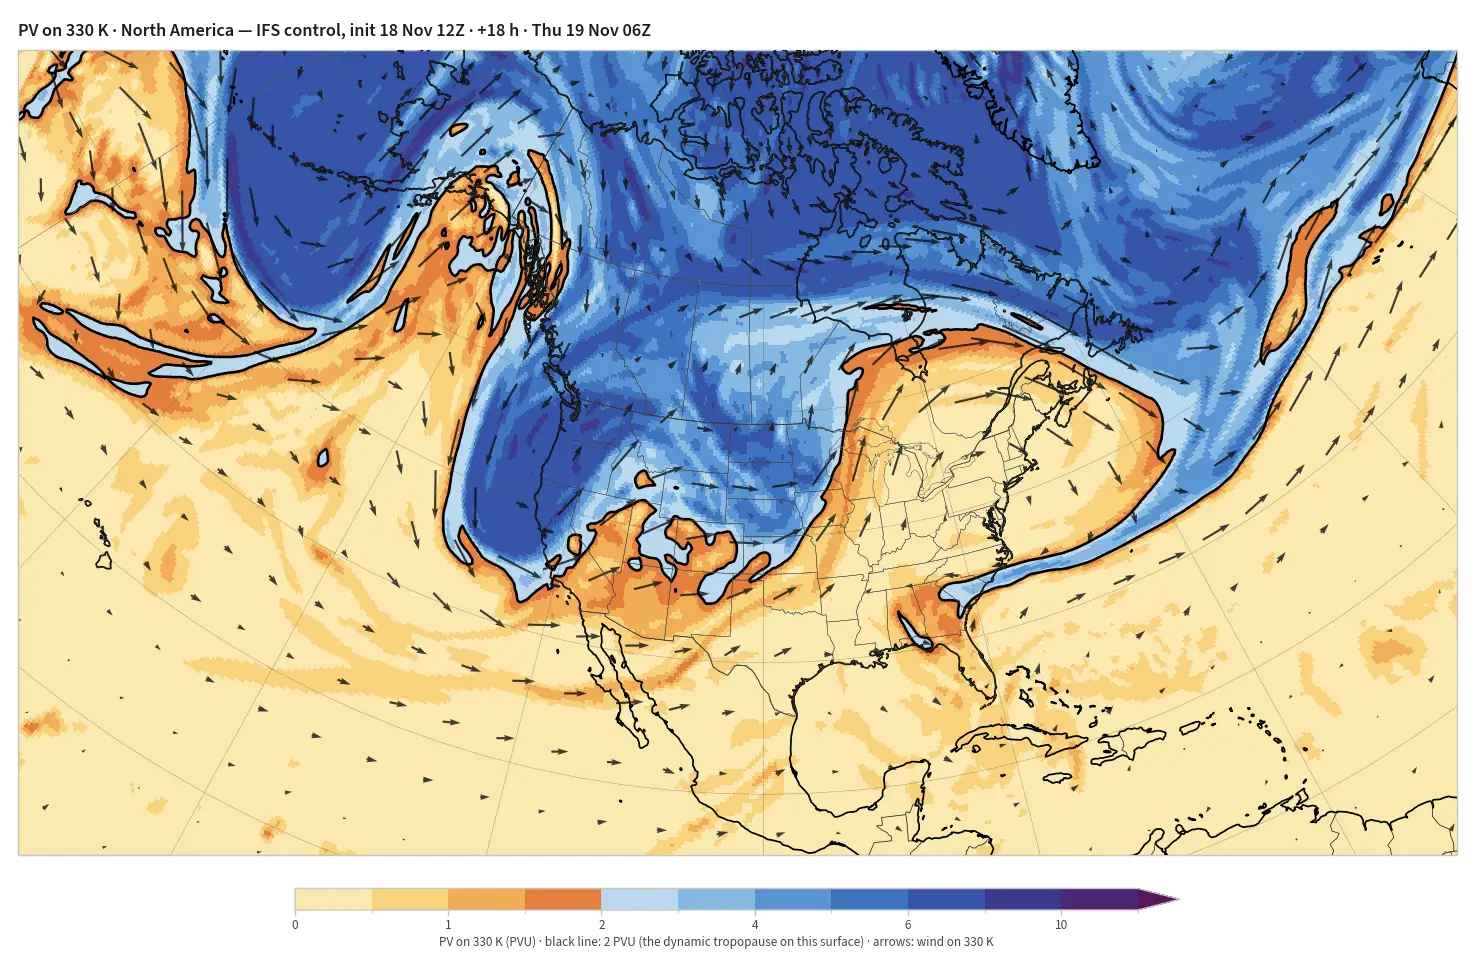 PV on 330 K · North America — IFS control, init 18 Nov 12Z · +18 h · Thu 19 Nov 06Z
0 1 2 4 6 10
PV on 330 K (PVU) · black line: 2 PVU (the dynamic tropopause on this surface) · arrows: wind on 330 K